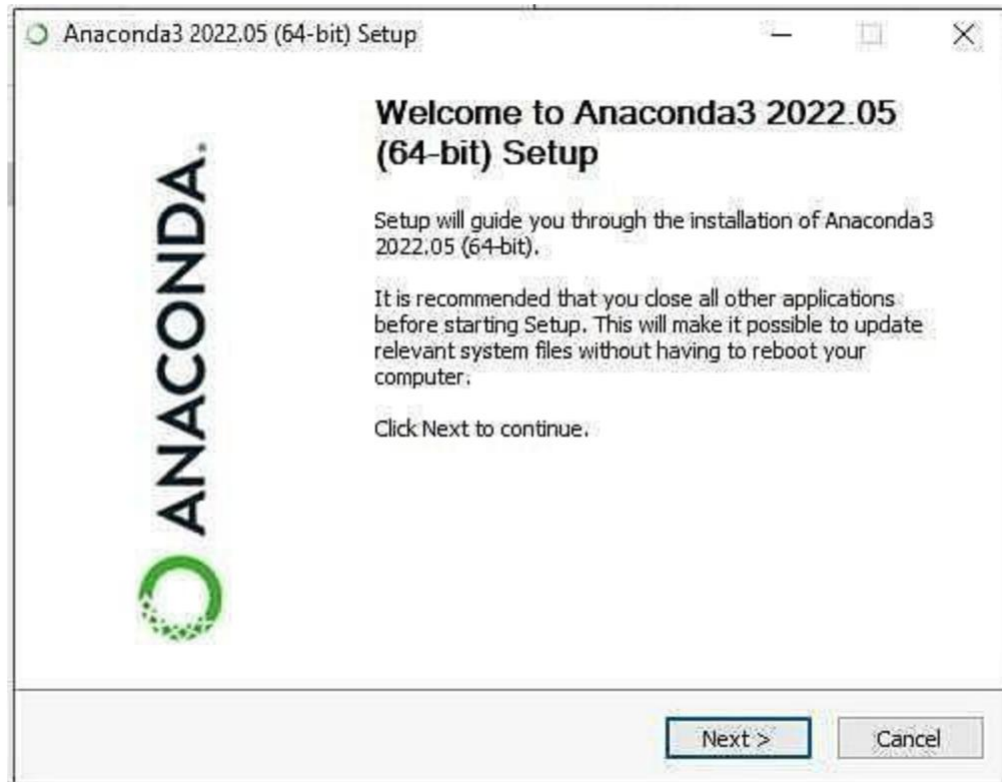 Anaconda3 2022.05 (64-bit) Setup
Welcome to Anaconda3 2022.05
(64-bit) Setup
Setup will guide you through the installation of Anaconda3
2022.05 (64-bit).
It is recommended that you close all other applications
before starting Setup. This will make it possible to update
relevant system files without having to reboot your
computer.
Click Next to continue.
ANACONDA.
Next >
Cancel